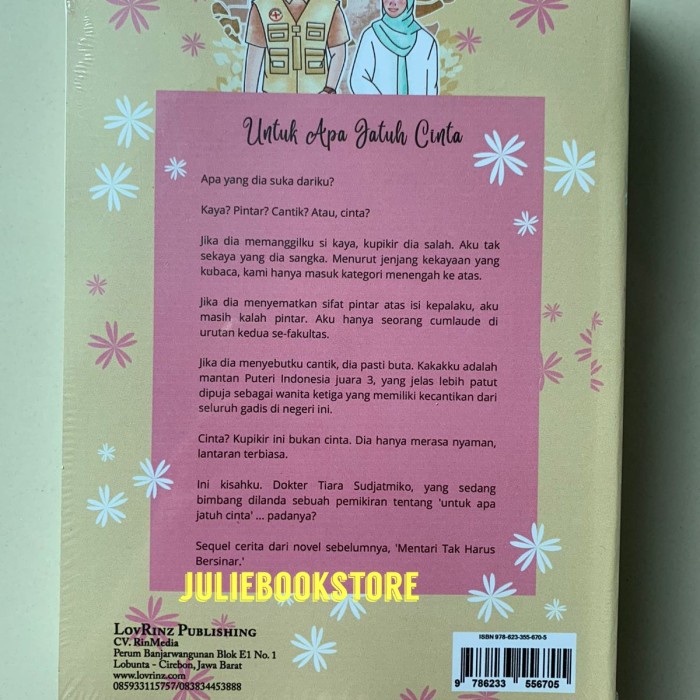 Untuk Apa Jatuh Cinta
Apa yang dia suka dariku?
Kaya? Pintar? Cantik? Atau, cinta?
Jika dia memanggilku si kaya, kupikir dia salah. Aku tak
sekaya yang dia sangka. Menurut jenjang kekayaan yang
kubaca, kami hanya masuk kategori menengah ke atas.
Jika dia menyematkan sifat pintar atas isi kepalaku, aku
masih kalah pintar. Aku hanya seorang cumlaude di
urutan kedua se-fakultas.
Jika dia menyebutku cantik, dia pasti buta. Kakakku adalah
mantan Puteri Indonesia juara 3, yang jelas lebih patut
dipuja sebagai wanita ketiga yang memiliki kecantikan dari
seluruh gadis di negeri ini.
Cinta? Kupikir ini bukan cinta. Dia hanya merasa nyaman,
lantaran terbiasa.
Ini kisahku. Dokter Tiara Sudjatmiko, yang sedang
bimbang dilanda sebuah pemikiran tentang 'untuk apa
jatuh cinta' ... padanya?
Sequel cerita dari novel sebelumnya, 'Mentari Tak Harus
Bersinar.'
JULIEBOOKSTORE
LovRinz Publishing
CV. RinMedia
Perum Banjarwangunan Blok E1 No. 1
Lobunta - Cirebon, Jawa Barat
www.lovrinz.com
085933115757/083834453888
ISBN 978-623-355-670-5
9 786233 556705